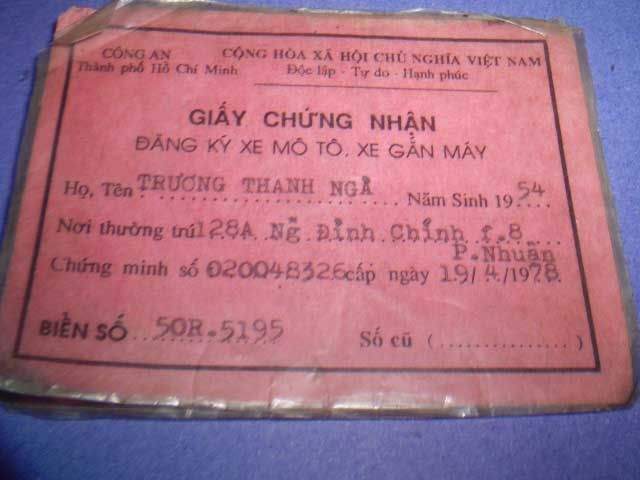 CÔNG AN
Thành phố Hồ Chí Minh
CỘNG HÒA XÃ HỘI CHỦ NGHĨA VIỆT NAM
Độc lập - Tự do - Hạnh phúc
GIẤY CHỨNG NHẬN
ĐĂNG KÝ XE MÔ TÔ, XE GẮN MÁY
Họ, Tên TRƯƠNG THANH NGÀ Năm Sinh 1954
Nơi thường trú 128A Ng Đình Chính f.8
P.Nhuận
Chứng minh số 020048326 cấp ngày 19/4/1978
BIỂN SỐ 50R.5195 Số cũ (..............)